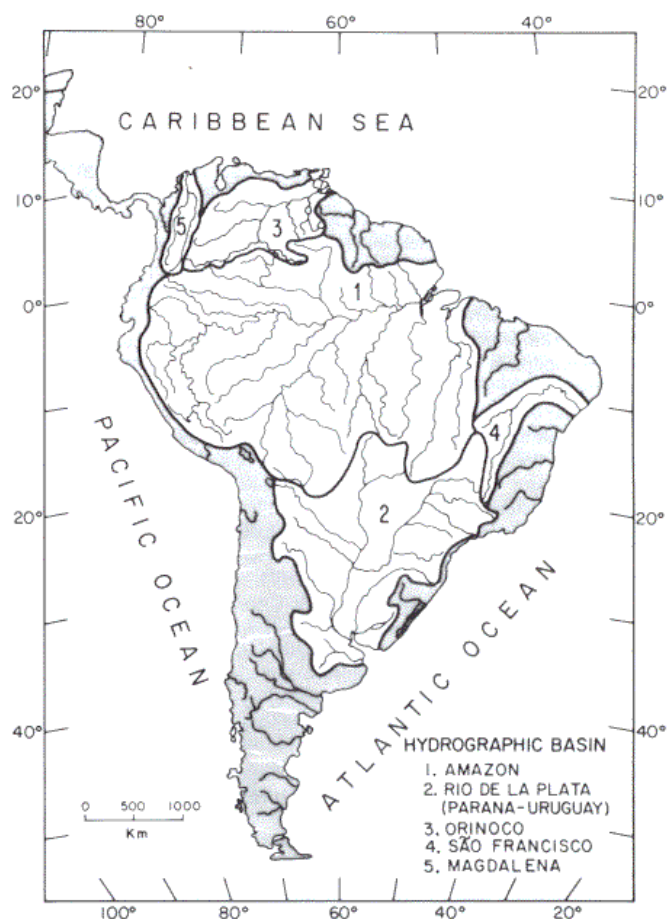 80° 60° 40°
20° 20°
CARIBBEAN SEA
10° 10°
5
3
1
0° 0°
4
PACIFIC OCEAN
2
20° 20°
ATLANTIC OCEAN
40° 40°
HYDROGRAPHIC BASIN
1. AMAZON
2. RIO DE LA PLATA
(PARANA-URUGUAY)
3. ORINOCO
4. SÃO FRANCISCO
5. MAGDALENA
0 500 1000
Km
100° 80° 60° 40° 20°